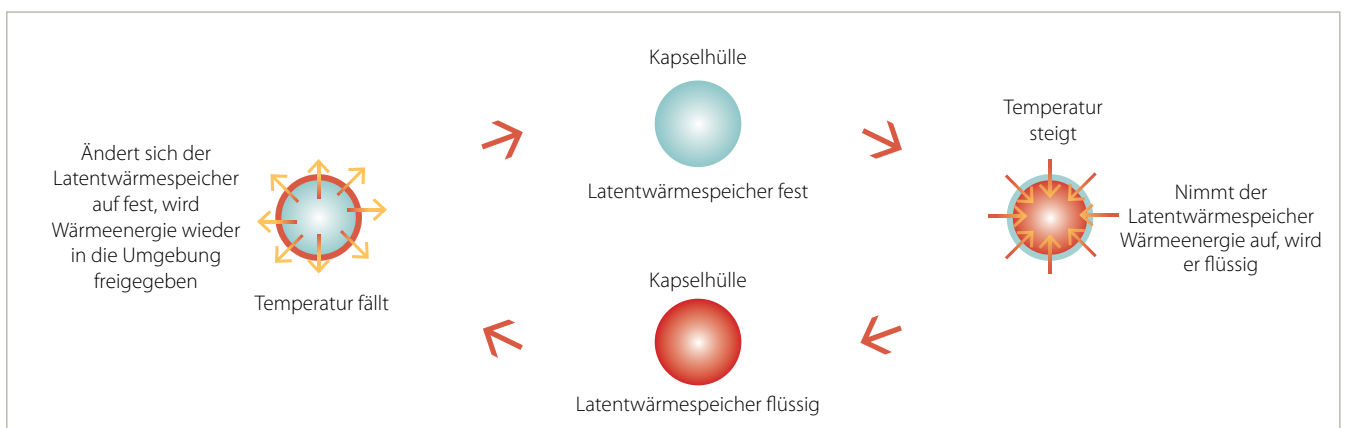 Ändert sich der
Latentwärmespeicher
auf fest, wird
Wärmeenergie wieder
in die Umgebung
freigegeben
Temperatur fällt
Kapselhülle
Latentwärmespeicher fest
Kapselhülle
Latentwärmespeicher flüssig
Temperatur
steigt
Nimmt der
Latentwärmespeicher
Wärmeenergie auf, wird
er flüssig